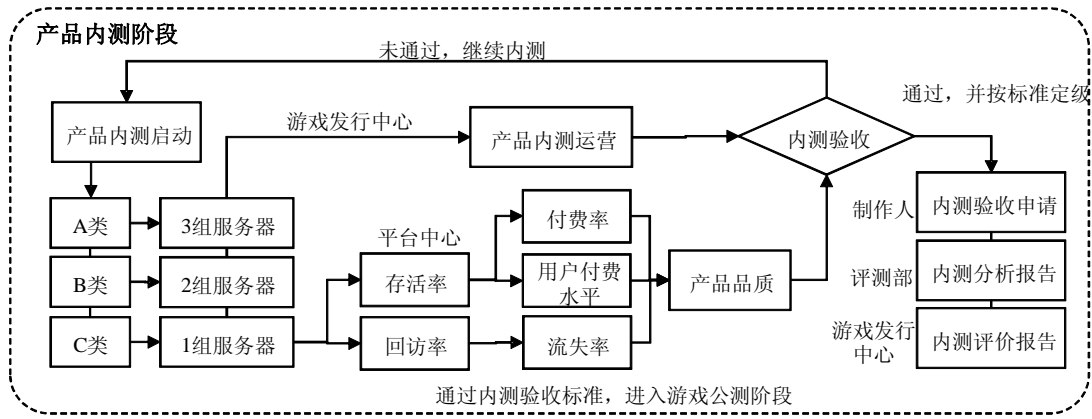 产品内测阶段
未通过，继续内测
通过，并按标准定级
产品内测启动
游戏发行中心
产品内测运营
内测验收
A类
3组服务器
付费率
制作人
内测验收申请
平台中心
B类
2组服务器
存活率
用户付费
水平
产品品质
评测部
内测分析报告
C类
1组服务器
回访率
流失率
游戏发行
中心
内测评价报告
通过内测验收标准，进入游戏公测阶段